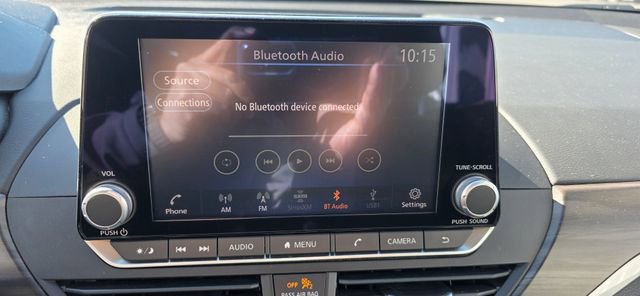 Bluetooth Audio
10:15
Source
Connections
No Bluetooth device connected
Phone
AM
FM
SiriusXM
BT Audio
USB1
Settings
VOL
PUSH
TUNE·SCROLL
PUSH SOUND
AUDIO
MENU
CAMERA
OFF
PASS AIR BAG